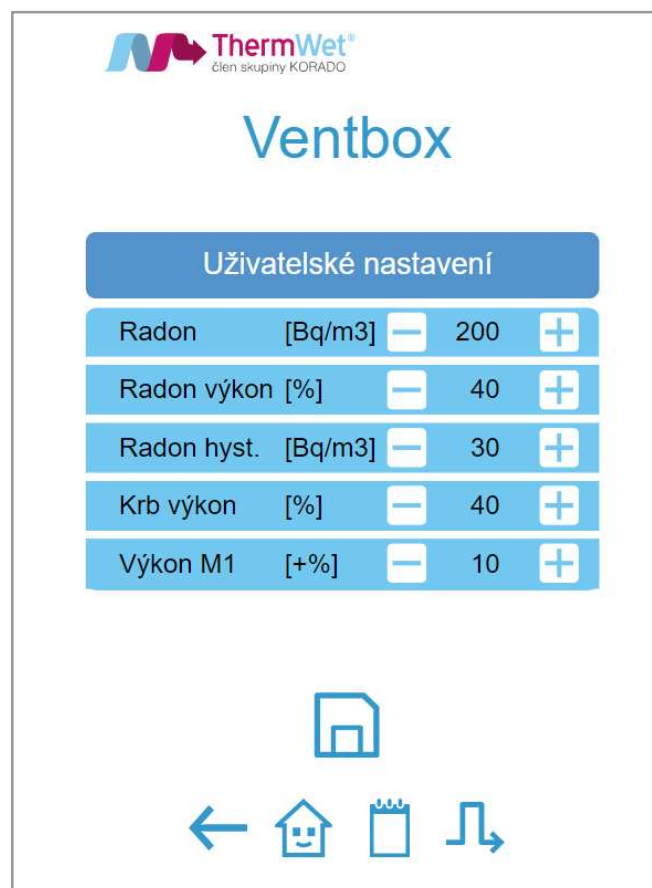 ThermWet®
člen skupiny KORADO
Ventbox
Uživatelské nastavení
Radon [Bq/m3] − 200 +
Radon výkon [%] − 40 +
Radon hyst. [Bq/m3] − 30 +
Krb výkon [%] − 40 +
Výkon M1 [+%] − 10 +